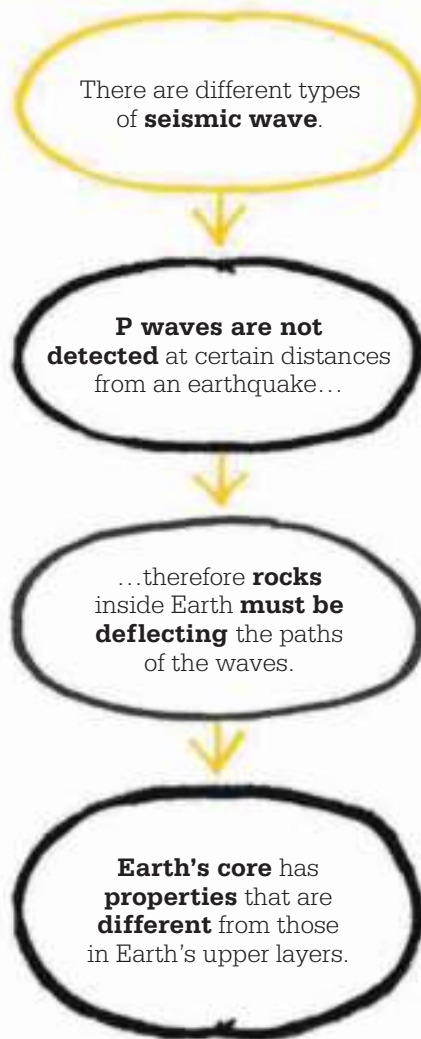 There are different types
of seismic wave.
P waves are not
detected at certain distances
from an earthquake…
…therefore rocks
inside Earth must be
deflecting the paths
of the waves.
Earth’s core has
properties that are
different from those
in Earth’s upper layers.